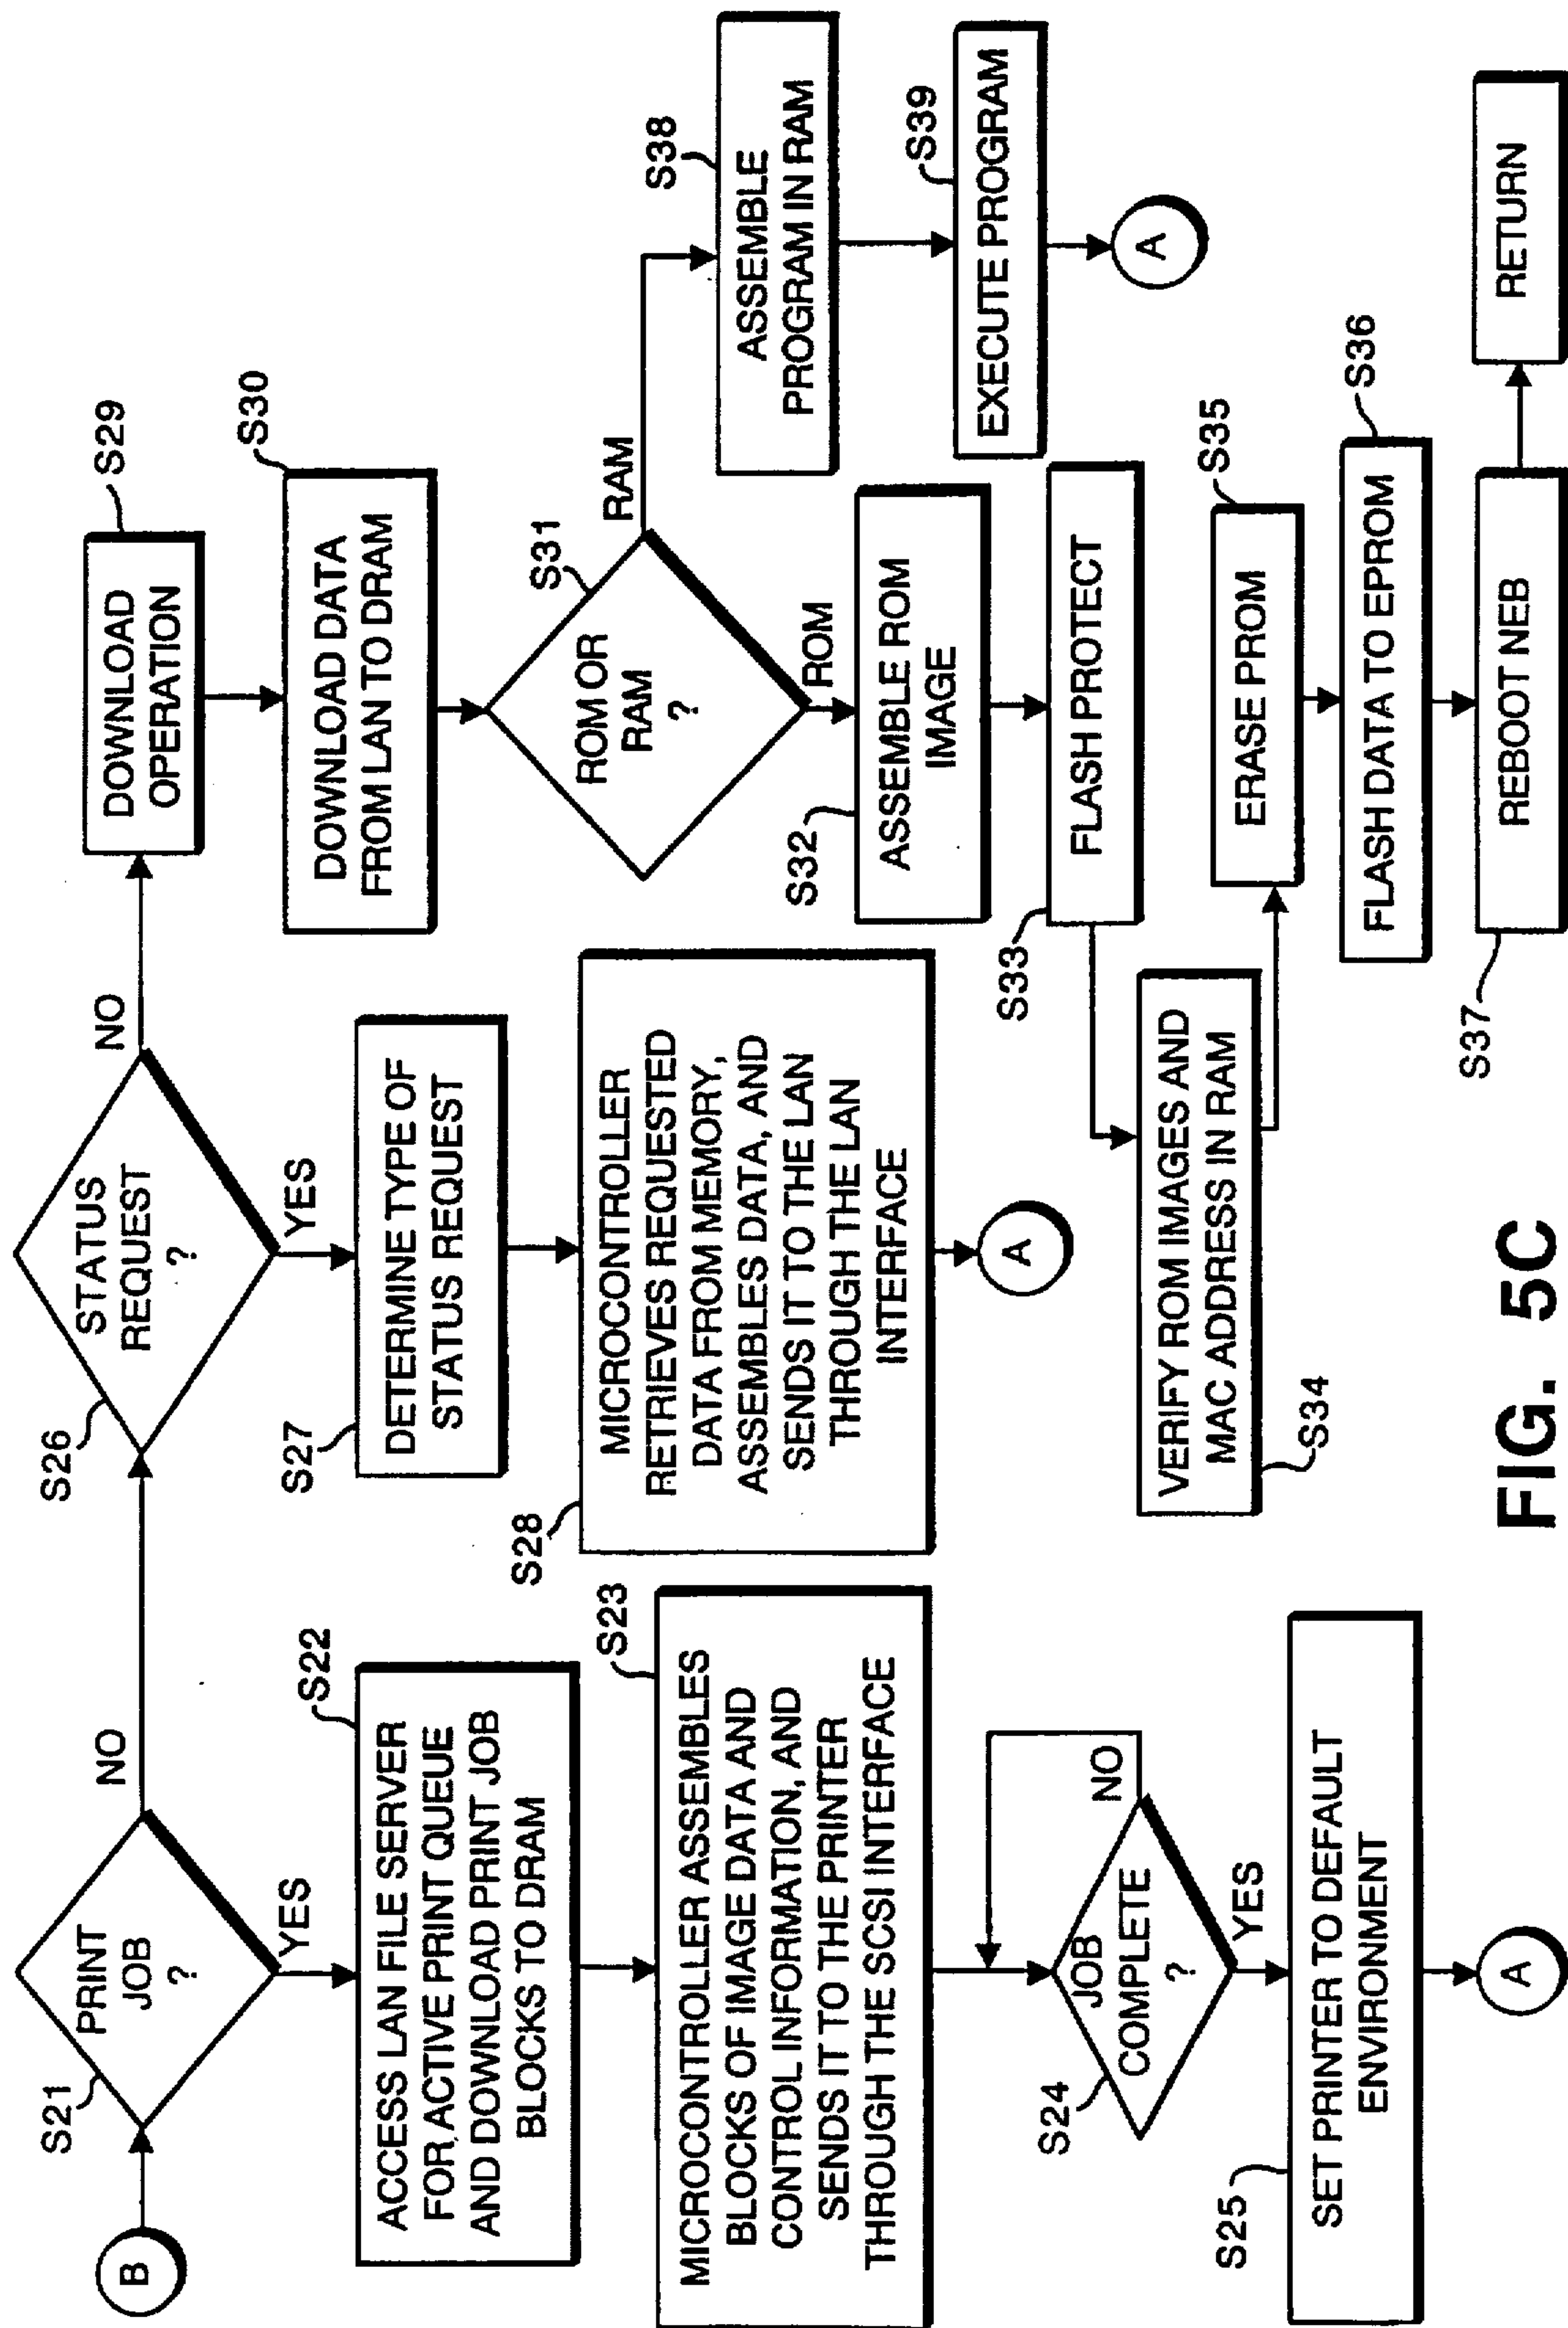 B
S21
PRINT
JOB
?
NO
YES
S22
ACCESS LAN FILE SERVER
FOR ACTIVE PRINT QUEUE
AND DOWNLOAD PRINT JOB
BLOCKS TO DRAM
S23
MICROCONTROLLER ASSEMBLES
BLOCKS OF IMAGE DATA AND
CONTROL INFORMATION, AND
SENDS IT TO THE PRINTER
THROUGH THE SCSI INTERFACE
S24
JOB
COMPLETE
?
NO
YES
S25
SET PRINTER TO DEFAULT
ENVIRONMENT
A
S26
STATUS
REQUEST
?
NO
YES
S27
DETERMINE TYPE OF
STATUS REQUEST
S28
MICROCONTROLLER
RETRIEVES REQUESTED
DATA FROM MEMORY,
ASSEMBLES DATA, AND
SENDS IT TO THE LAN
THROUGH THE LAN
INTERFACE
A
S29
DOWNLOAD
OPERATION
S30
DOWNLOAD DATA
FROM LAN TO DRAM
S31
ROM OR
RAM
?
RAM
ROM
S32
ASSEMBLE ROM
IMAGE
S33
FLASH PROTECT
VERIFY ROM IMAGES AND
MAC ADDRESS IN RAM
S34
S35
ERASE PROM
S36
FLASH DATA TO EPROM
S37
REBOOT NEB
RETURN
S38
ASSEMBLE
PROGRAM IN RAM
S39
EXECUTE PROGRAM
A
FIG. 5C